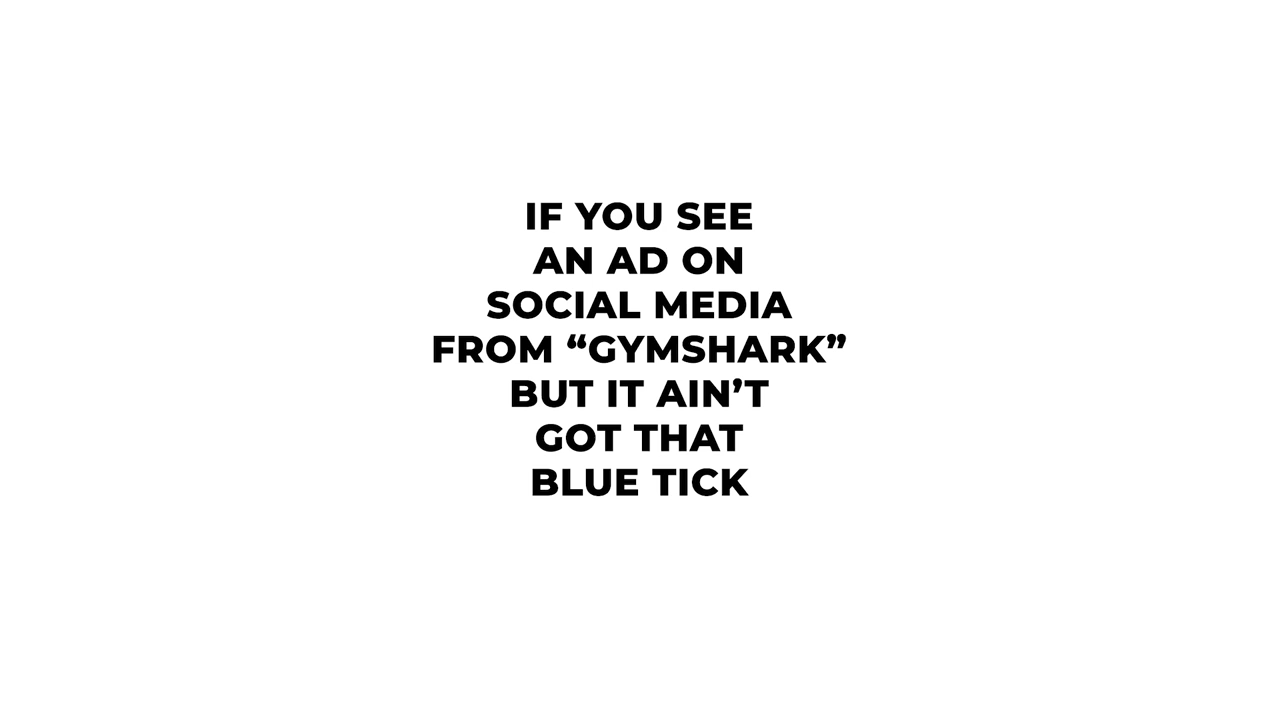 IF YOU SEE
AN AD ON
SOCIAL MEDIA
FROM “GYMSHARK”
BUT IT AIN’T
GOT THAT
BLUE TICK